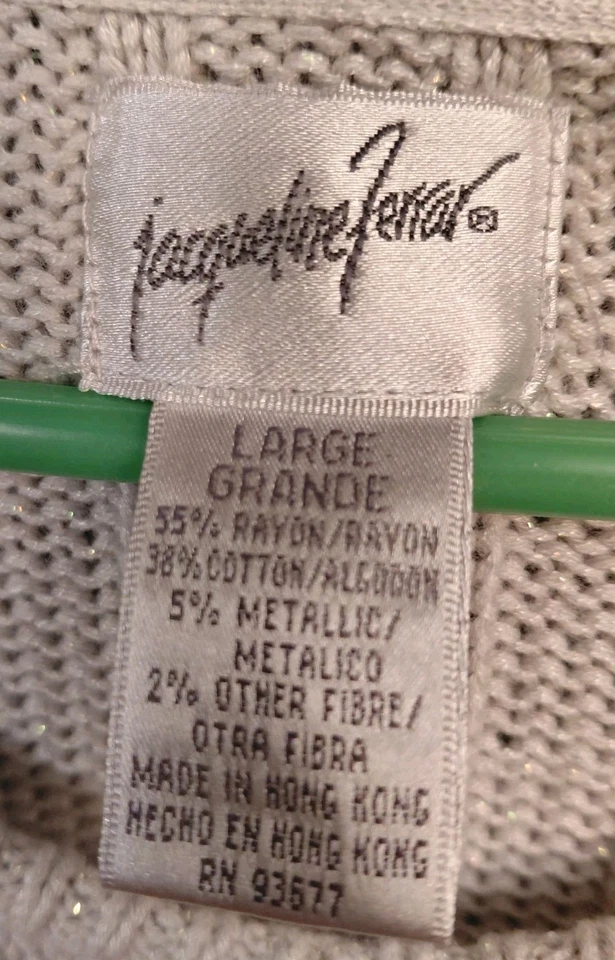 jacqueline Ferrar®
LARGE
GRANDE
55% RAYON/RAYON
38% COTTON/ALGODON
5% METALLIC/
METALICO
2% OTHER FIBRE/
OTRA FIBRA
MADE IN HONG KONG
HECHO EN HONG KONG
RN 93677